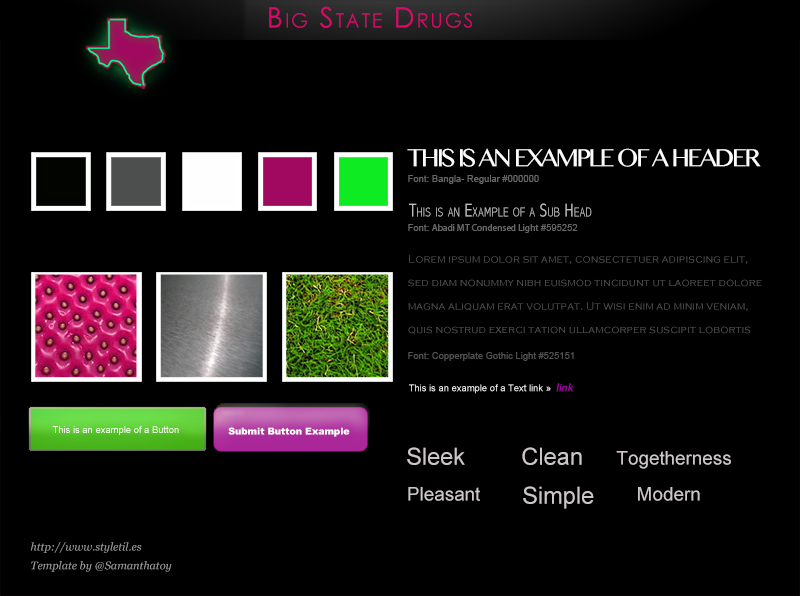 Big State Drugs
THIS IS AN EXAMPLE OF A HEADER
Font: Bangla- Regular #000000
This is an Example of a Sub Head
Font: Abadi MT Condensed Light #595252
Lorem ipsum dolor sit amet, consectetuer adipiscing elit,
sed diam nonummy nibh euismod tincidunt ut laoreet dolore
magna aliquam erat volutpat. Ut wisi enim ad minim veniam,
quis nostrud exerci tation ullamcorper suscipit lobortis
Font: Copperplate Gothic Light #525151
This is an example of a Text link » link
This is an example of a Button
Submit Button Example
Sleek Clean Togetherness
Pleasant Simple Modern
http://www.styletil.es
Template by @Samanthatoy